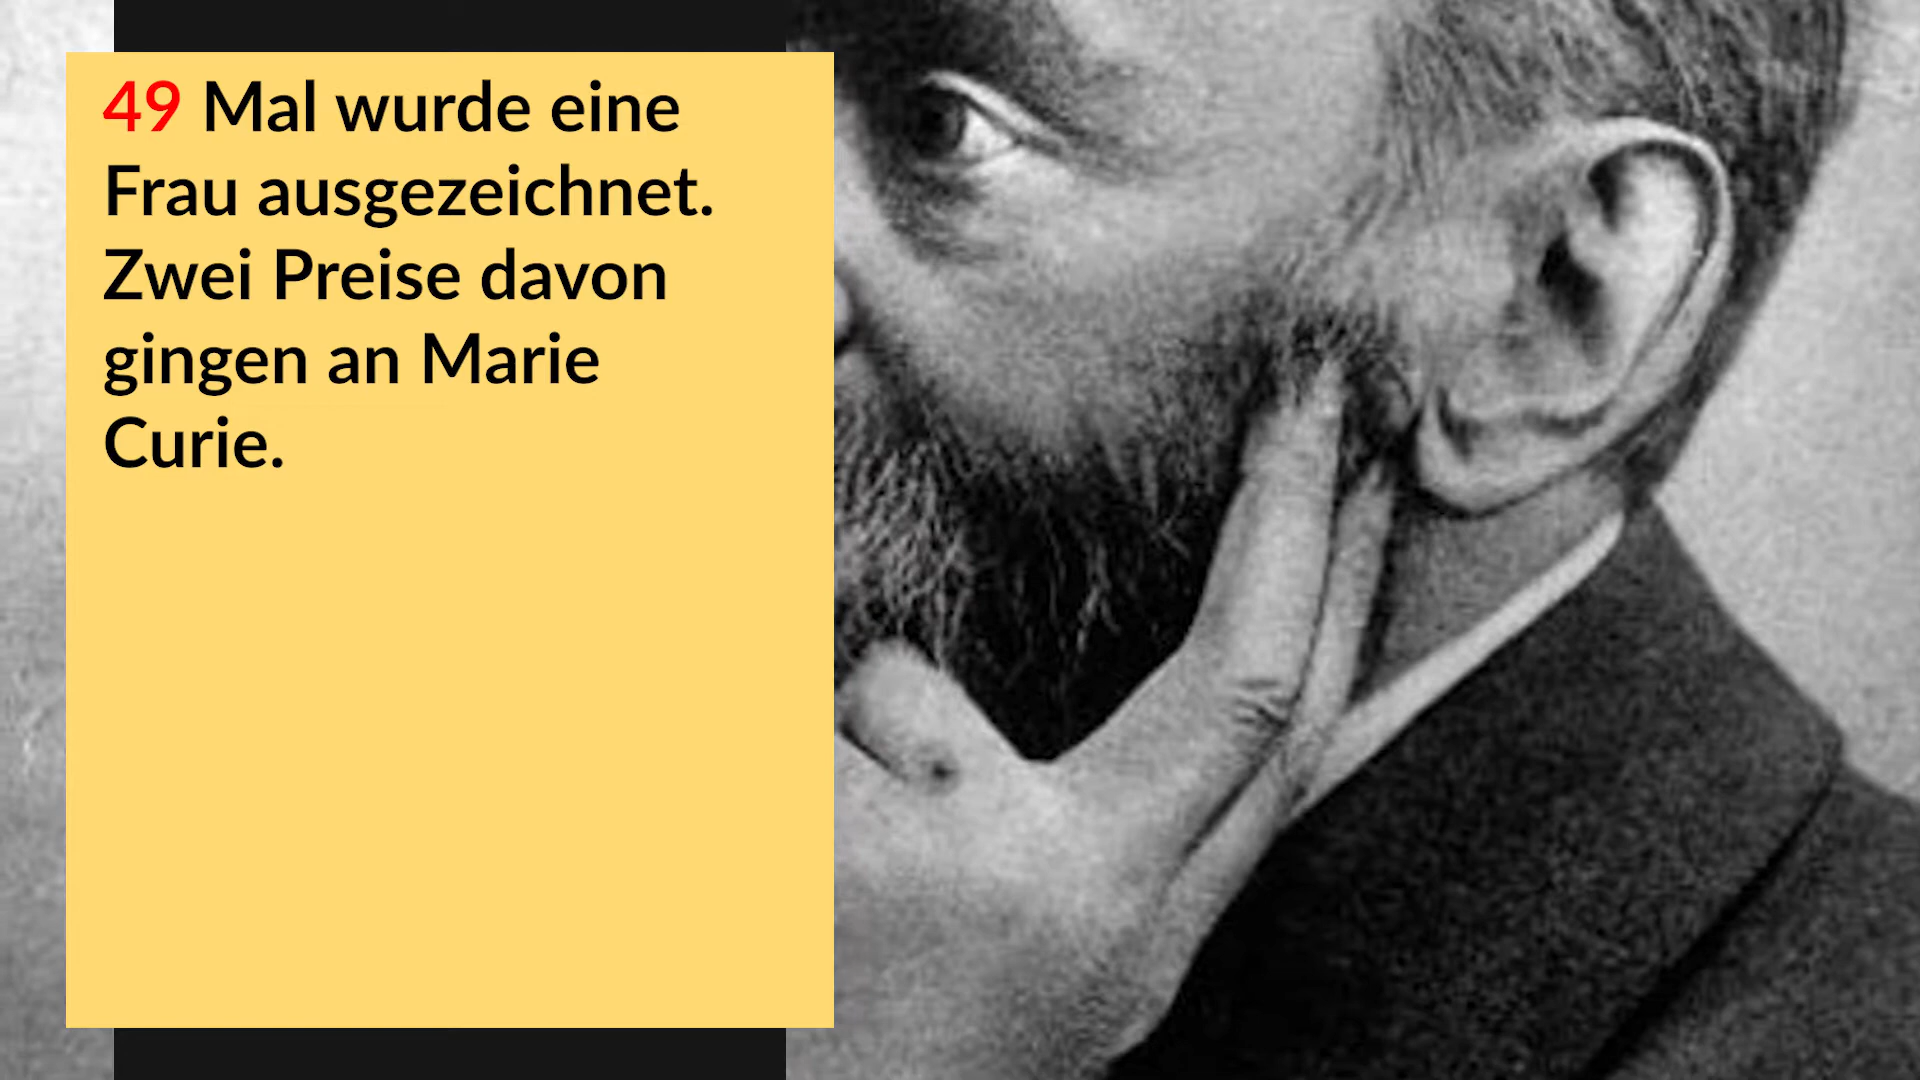 49 Mal wurde eine
Frau ausgezeichnet.
Zwei Preise davon
gingen an Marie
Curie.